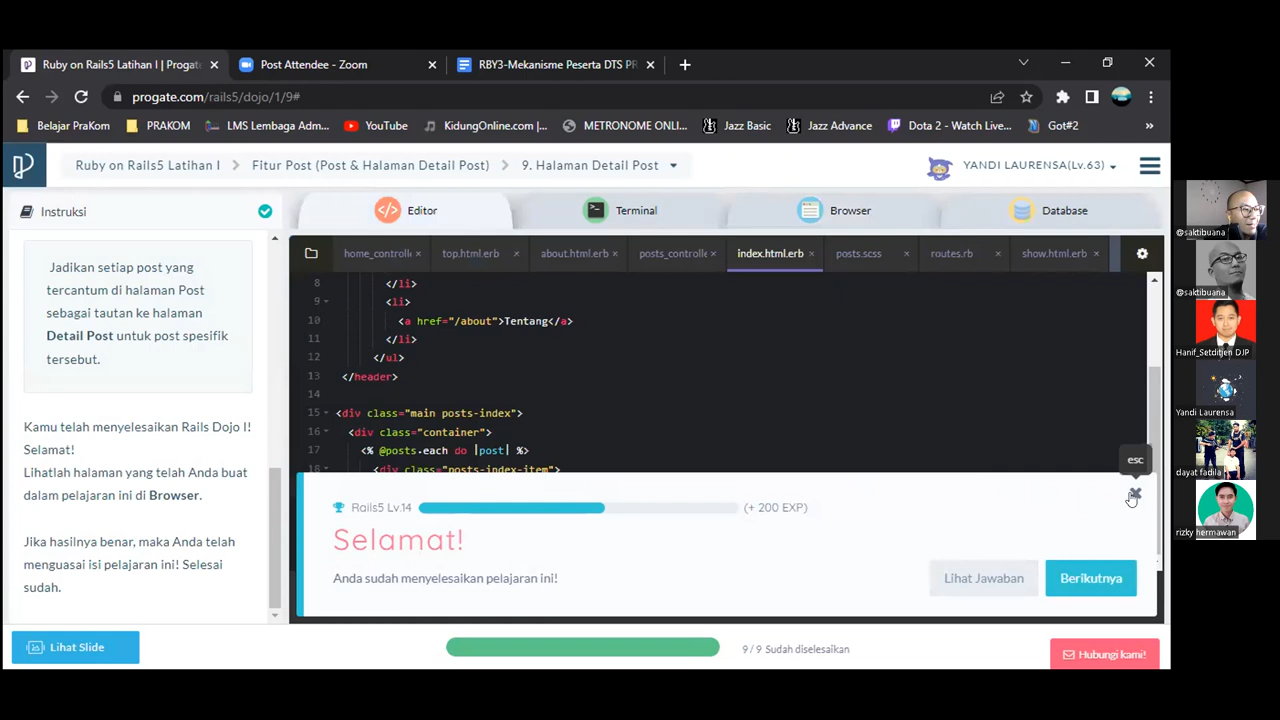 Ruby on Rails5 Latihan I | Progate
Post Attendee - Zoom
RBY3-Mekanisme Peserta DTS PR
progate.com/rails5/dojo/1/9#
Belajar PraKom
PRAKOM
LMS Lembaga Adm...
YouTube
KidungOnline.com |...
METRONOME ONLI...
Jazz Basic
Jazz Advance
Dota 2 - Watch Live...
Got#2
»
Ruby on Rails5 Latihan I
Fitur Post (Post & Halaman Detail Post)
9. Halaman Detail Post
YANDI LAURENSA(Lv.63)
Instruksi
Editor
Terminal
Browser
Database
home_controlle
top.html.erb
about.html.erb
posts_controlle
index.html.erb
posts.scss
routes.rb
show.html.erb
Jadikan setiap post yang
tercantum di halaman Post
sebagai tautan ke halaman
Detail Post untuk post spesifik
tersebut.
Kamu telah menyelesaikan Rails Dojo I!
Selamat!
Lihatlah halaman yang telah Anda buat
dalam pelajaran ini di Browser.
Jika hasilnya benar, maka Anda telah
menguasai isi pelajaran ini! Selesai
sudah.
8 </li>
9 <li>
10 <a href="/about">Tentang</a>
11 </li>
12 </ul>
13 </header>
14
15 <div class="main posts-index">
16 <div class="container">
17 <% @posts.each do |post| %>
18 <div class="posts-index-item">
esc
Rails5 Lv.14
(+ 200 EXP)
Selamat!
Anda sudah menyelesaikan pelajaran ini!
Lihat Jawaban
Berikutnya
Lihat Slide
9 / 9 Sudah diselesaikan
Hubungi kami!
@saktibuana
@saktibuana
Hanif_Setditjen DJP
Yandi Laurensa
dayat fadila
rizky hermawan